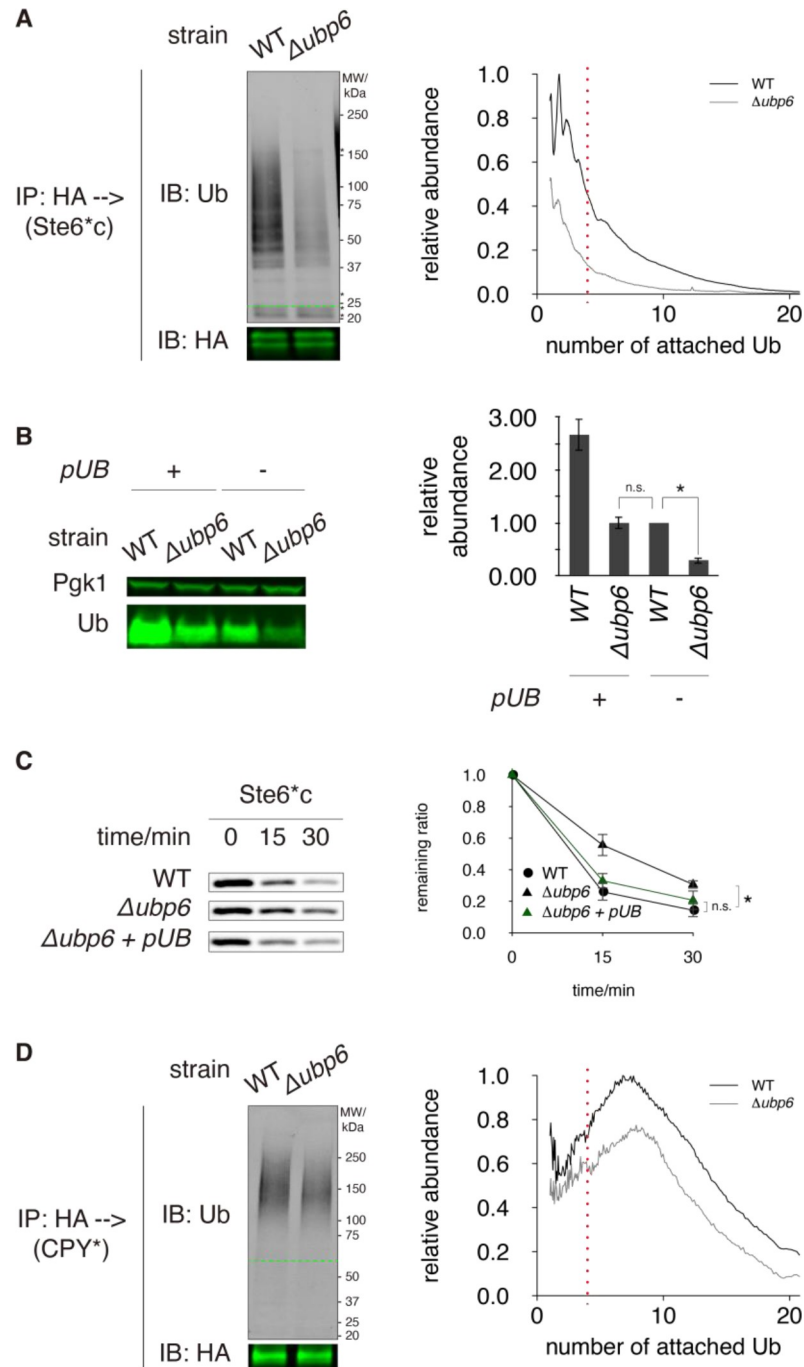 A
strain
WT
Δubp6
MW/
kDa
250
150
100
75
50
37
25
20
*
*
*
*
IP: HA -->
(Ste6*c)
IB: Ub
IB: HA
relative abundance
1.0
0.8
0.6
0.4
0.2
0.0
0
10
20
number of attached Ub
WT
Δubp6
B
pUB
+
-
strain
WT
Δubp6
WT
Δubp6
Pgk1
Ub
relative
abundance
3.00
2.00
1.00
0.00
n.s.
*
WT
Δubp6
WT
Δubp6
pUB
+
-
C
Ste6*c
time/min 0 15 30
WT
Δubp6
Δubp6 + pUB
remaining ratio
1.0
0.8
0.6
0.4
0.2
0.0
WT
Δubp6
Δubp6 + pUB
n.s.
*
0
15
30
time/min
D
strain
WT
Δubp6
MW/
kDa
250
150
100
75
50
37
25
20
IP: HA -->
(CPY*)
IB: Ub
IB: HA
relative abundance
1.0
0.8
0.6
0.4
0.2
0.0
0
10
20
number of attached Ub
WT
Δubp6